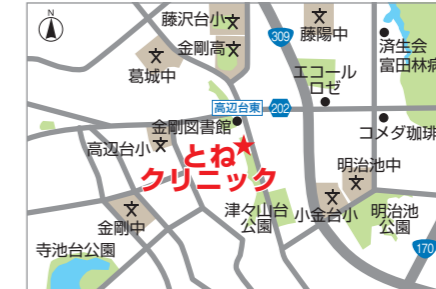 N
藤沢台小
藤陽中
金剛高
309
済生会
富田林病
葛城中
エコール
ロゼ
高辺台東
202
金剛図書館
コメダ珈琲
高辺台小
とね
クリニック
明治池中
金剛中
津々山台
公園
小金台小
明治池
公園
寺池台公園
170